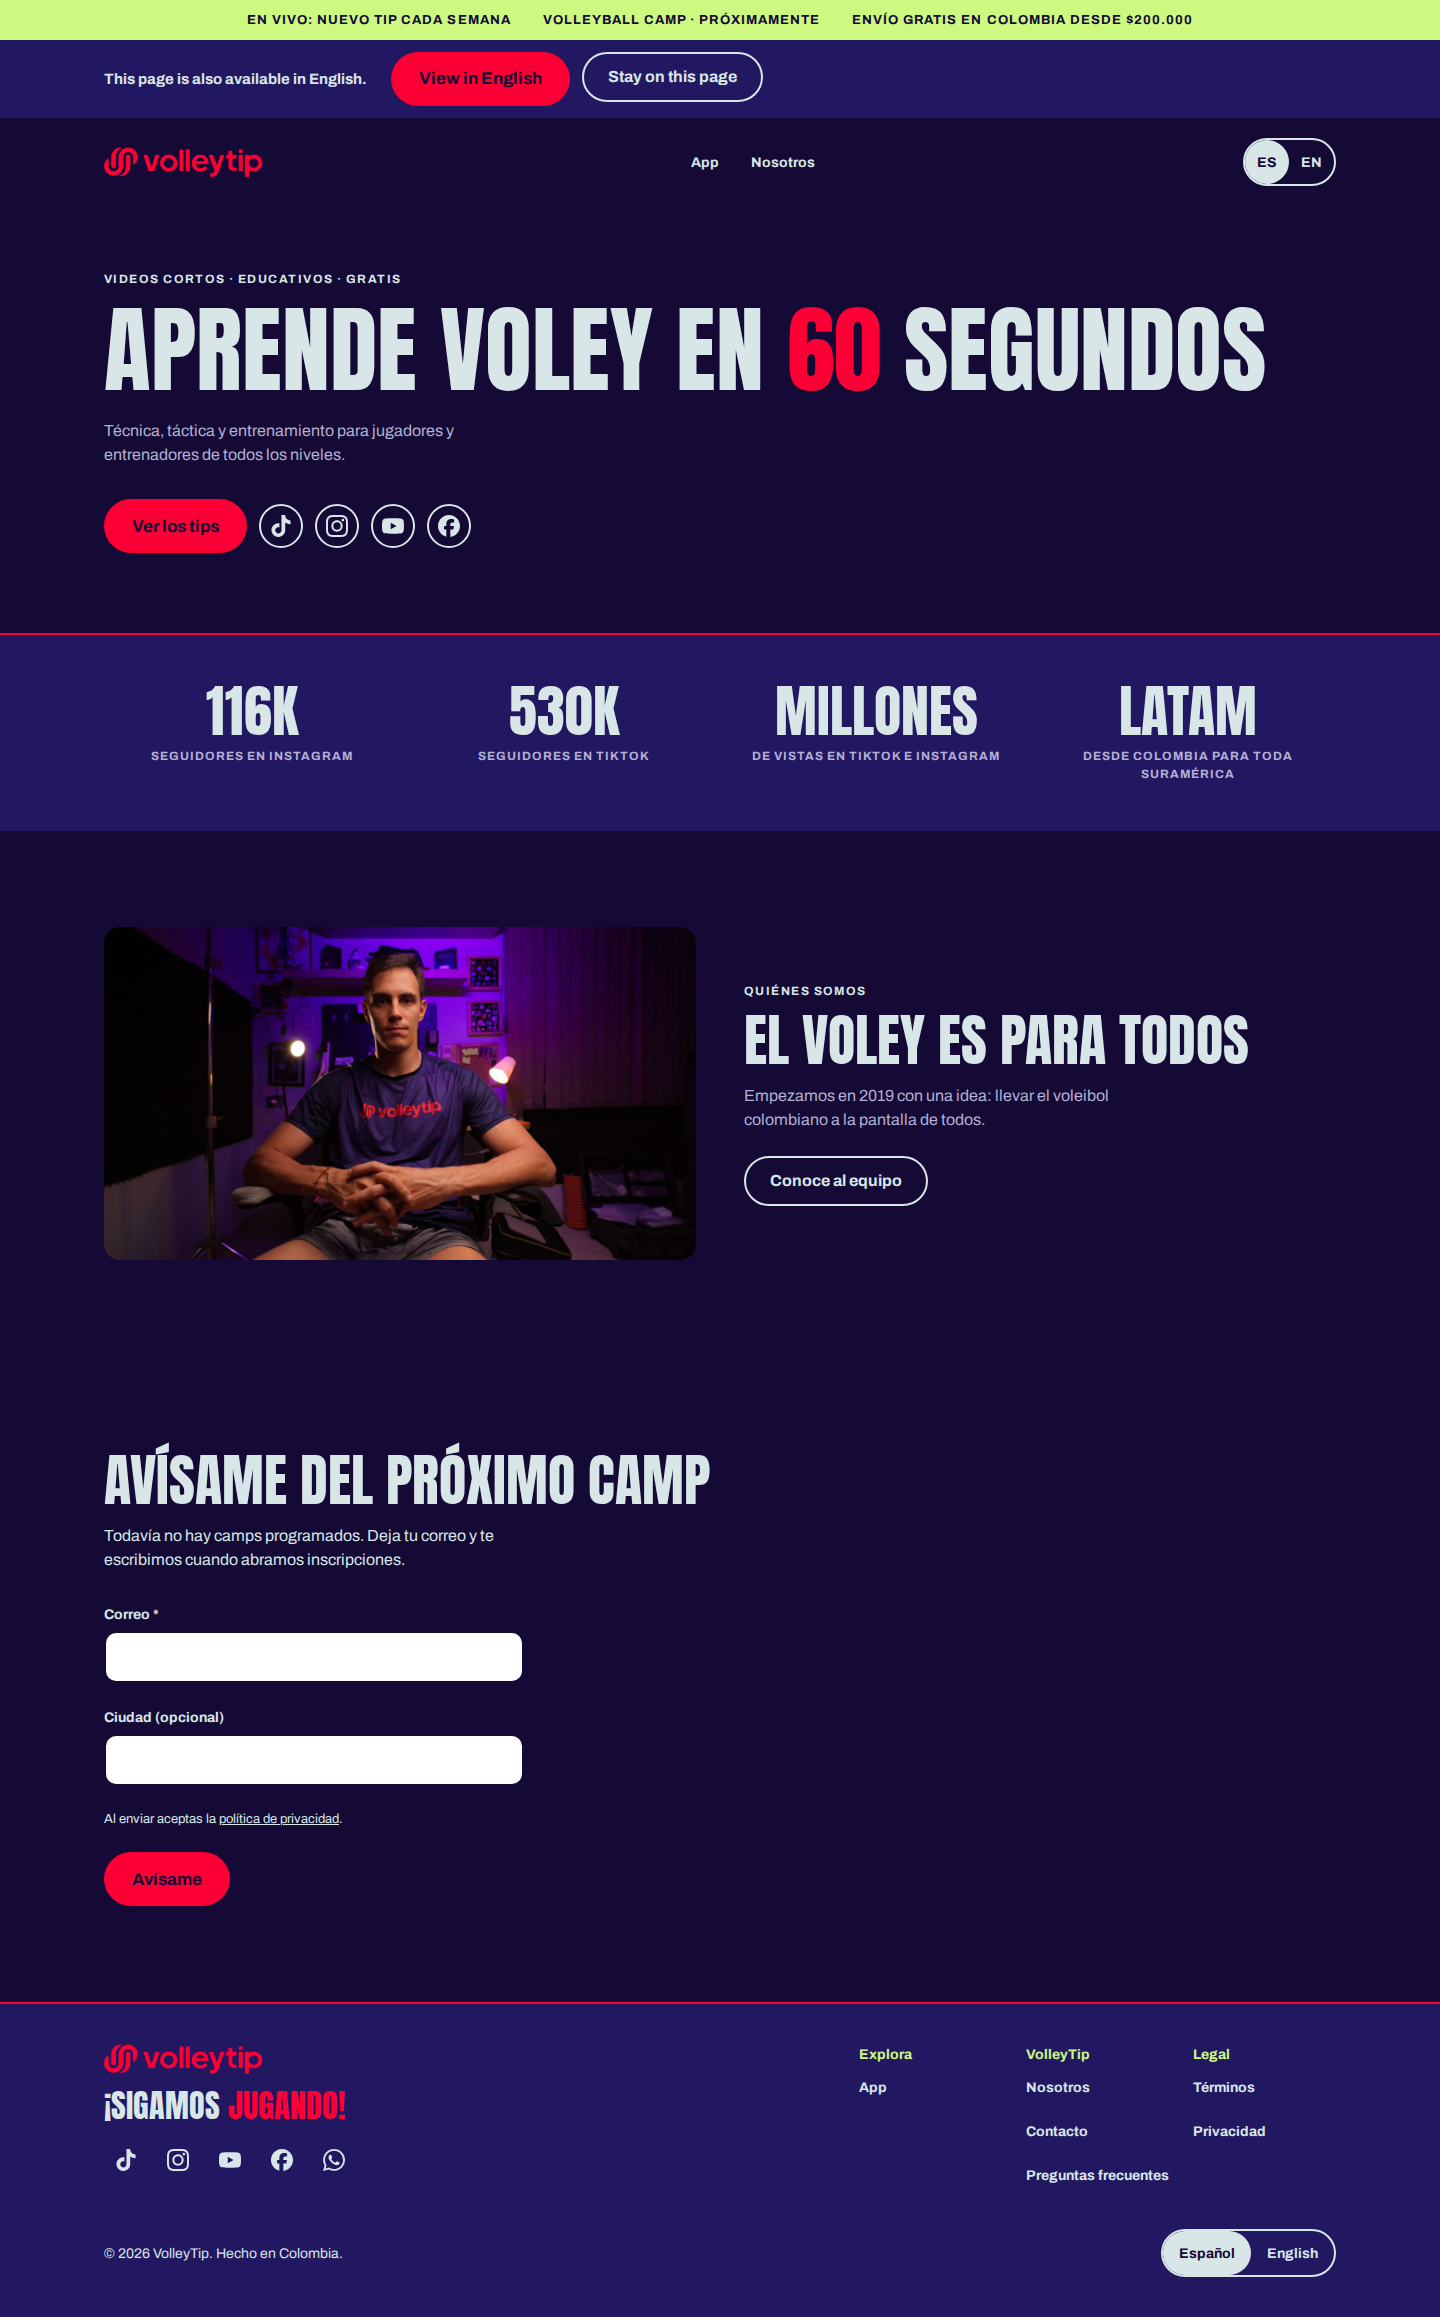 EN VIVO: NUEVO TIP CADA SEMANA
VOLLEYBALL CAMP · PRÓXIMAMENTE
ENVÍO GRATIS EN COLOMBIA DESDE $200.000
This page is also available in English.
View in English
Stay on this page
volleytip
App
Nosotros
ES
EN
VIDEOS CORTOS · EDUCATIVOS · GRATIS
APRENDE VOLEY EN 60 SEGUNDOS
Técnica, táctica y entrenamiento para jugadores y
entrenadores de todos los niveles.
Ver los tips
116K
SEGUIDORES EN INSTAGRAM
530K
SEGUIDORES EN TIKTOK
MILLONES
DE VISTAS EN TIKTOK E INSTAGRAM
LATAM
DESDE COLOMBIA PARA TODA
SURAMÉRICA
volleytip
QUIÉNES SOMOS
EL VOLEY ES PARA TODOS
Empezamos en 2019 con una idea: llevar el voleibol
colombiano a la pantalla de todos.
Conoce al equipo
AVÍSAME DEL PRÓXIMO CAMP
Todavía no hay camps programados. Deja tu correo y te
escribimos cuando abramos inscripciones.
Correo *
Ciudad (opcional)
Al enviar aceptas la política de privacidad.
Avísame
volleytip
¡SIGAMOS JUGANDO!
Explora
App
VolleyTip
Nosotros
Contacto
Preguntas frecuentes
Legal
Términos
Privacidad
© 2026 VolleyTip. Hecho en Colombia.
Español
English